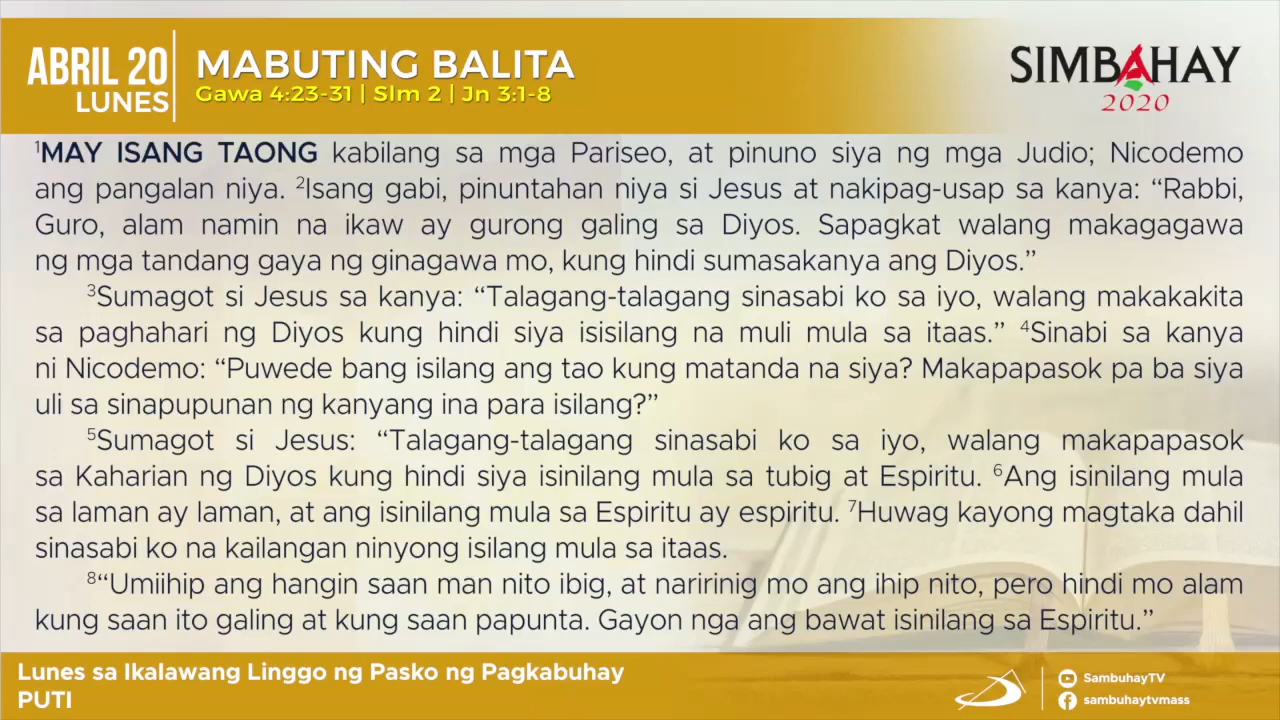 ABRIL 20
LUNES
MABUTING BALITA
Gawa 4:23-31 | Slm 2 | Jn 3:1-8
SIMBAHAY
2020
¹MAY ISANG TAONG kabilang sa mga Pariseo, at pinuno siya ng mga Judio; Nicodemo
ang pangalan niya. ²Isang gabi, pinuntahan niya si Jesus at nakipag-usap sa kanya: “Rabbi,
Guro, alam namin na ikaw ay gurong galing sa Diyos. Sapagkat walang makagagawa
ng mga tandang gaya ng ginagawa mo, kung hindi sumasakanya ang Diyos.”
³Sumagot si Jesus sa kanya: “Talagang-talagang sinasabi ko sa iyo, walang makakakita
sa paghahari ng Diyos kung hindi siya isisilang na muli mula sa itaas.” ⁴Sinabi sa kanya
ni Nicodemo: “Puwede bang isilang ang tao kung matanda na siya? Makapapasok pa ba siya
uli sa sinapupunan ng kanyang ina para isilang?”
⁵Sumagot si Jesus: “Talagang-talagang sinasabi ko sa iyo, walang makapapasok
sa Kaharian ng Diyos kung hindi siya isinilang mula sa tubig at Espiritu. ⁶Ang isinilang mula
sa laman ay laman, at ang isinilang mula sa Espiritu ay espiritu. ⁷Huwag kayong magtaka dahil
sinasabi ko na kailangan ninyong isilang mula sa itaas.
⁸“Umiihip ang hangin saan man nito ibig, at naririnig mo ang ihip nito, pero hindi mo alam
kung saan ito galing at kung saan papunta. Gayon nga ang bawat isinilang sa Espiritu.”
Lunes sa Ikalawang Linggo ng Pasko ng Pagkabuhay
PUTI
SambuhayTV
sambuhaytvmass